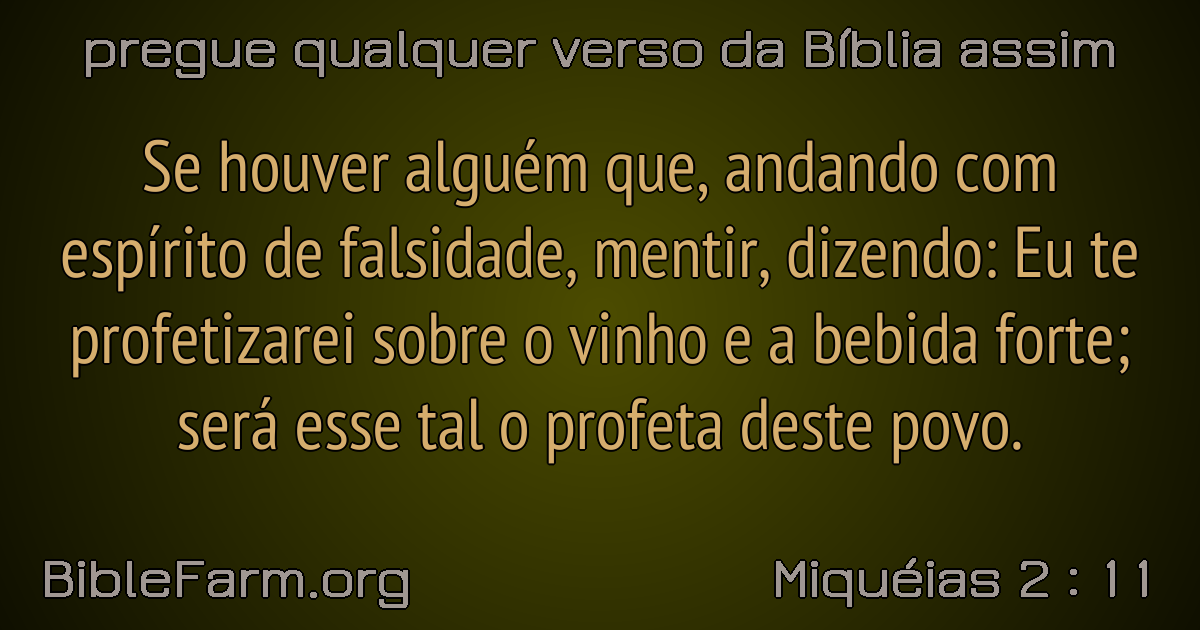 pregue qualquer verso da Bíblia assim
Se houver alguém que, andando com
espírito de falsidade, mentir, dizendo: Eu te
profetizarei sobre o vinho e a bebida forte;
será esse tal o profeta deste povo.
BibleFarm.org
Miquéias 2 : 11